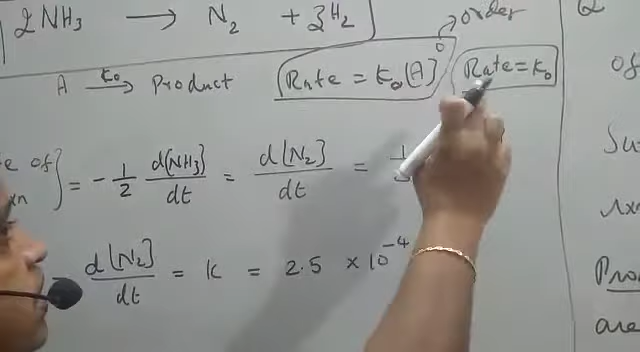 2NH₃ ⟶ N₂ + 3H₂
order
A —K₀→ Product
Rate = K₀[A]⁰
Rate = K₀
of } = -1/2 d[NH₃]/dt = d[N₂]/dt = 1
xn
d[N₂]/dt = K = 2.5 × 10⁻⁴
Q
of
Pro
are